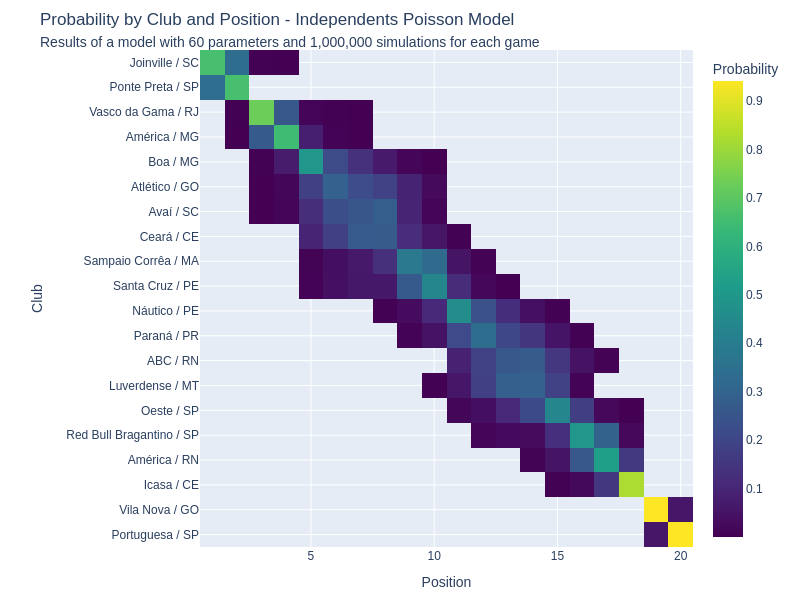 Probability by Club and Position - Independents Poisson Model
Results of a model with 60 parameters and 1,000,000 simulations for each game
Probability
Joinville / SC
Ponte Preta / SP
Vasco da Gama / RJ
América / MG
Boa / MG
Atlético / GO
Avaí / SC
Ceará / CE
Sampaio Corrêa / MA
Santa Cruz / PE
Náutico / PE
Paraná / PR
ABC / RN
Luverdense / MT
Oeste / SP
Red Bull Bragantino / SP
América / RN
Icasa / CE
Vila Nova / GO
Portuguesa / SP
Club
5 10 15 20
Position
0.9
0.8
0.7
0.6
0.5
0.4
0.3
0.2
0.1